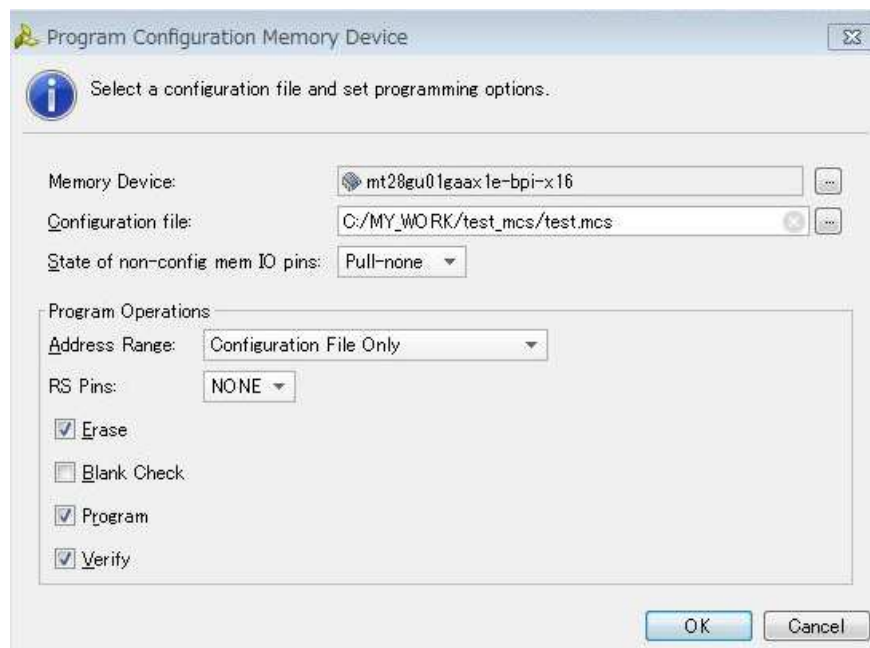 Program Configuration Memory Device
Select a configuration file and set programming options.
Memory Device: mt28gu01gaax1e-bpi-x16 ...
Configuration file: C:/MY_WORK/test_mcs/test.mcs ...
State of non-config mem IO pins: Pull-none
Program Operations
Address Range: Configuration File Only
RS Pins: NONE
Erase
Blank Check
Program
Verify
OK Cancel